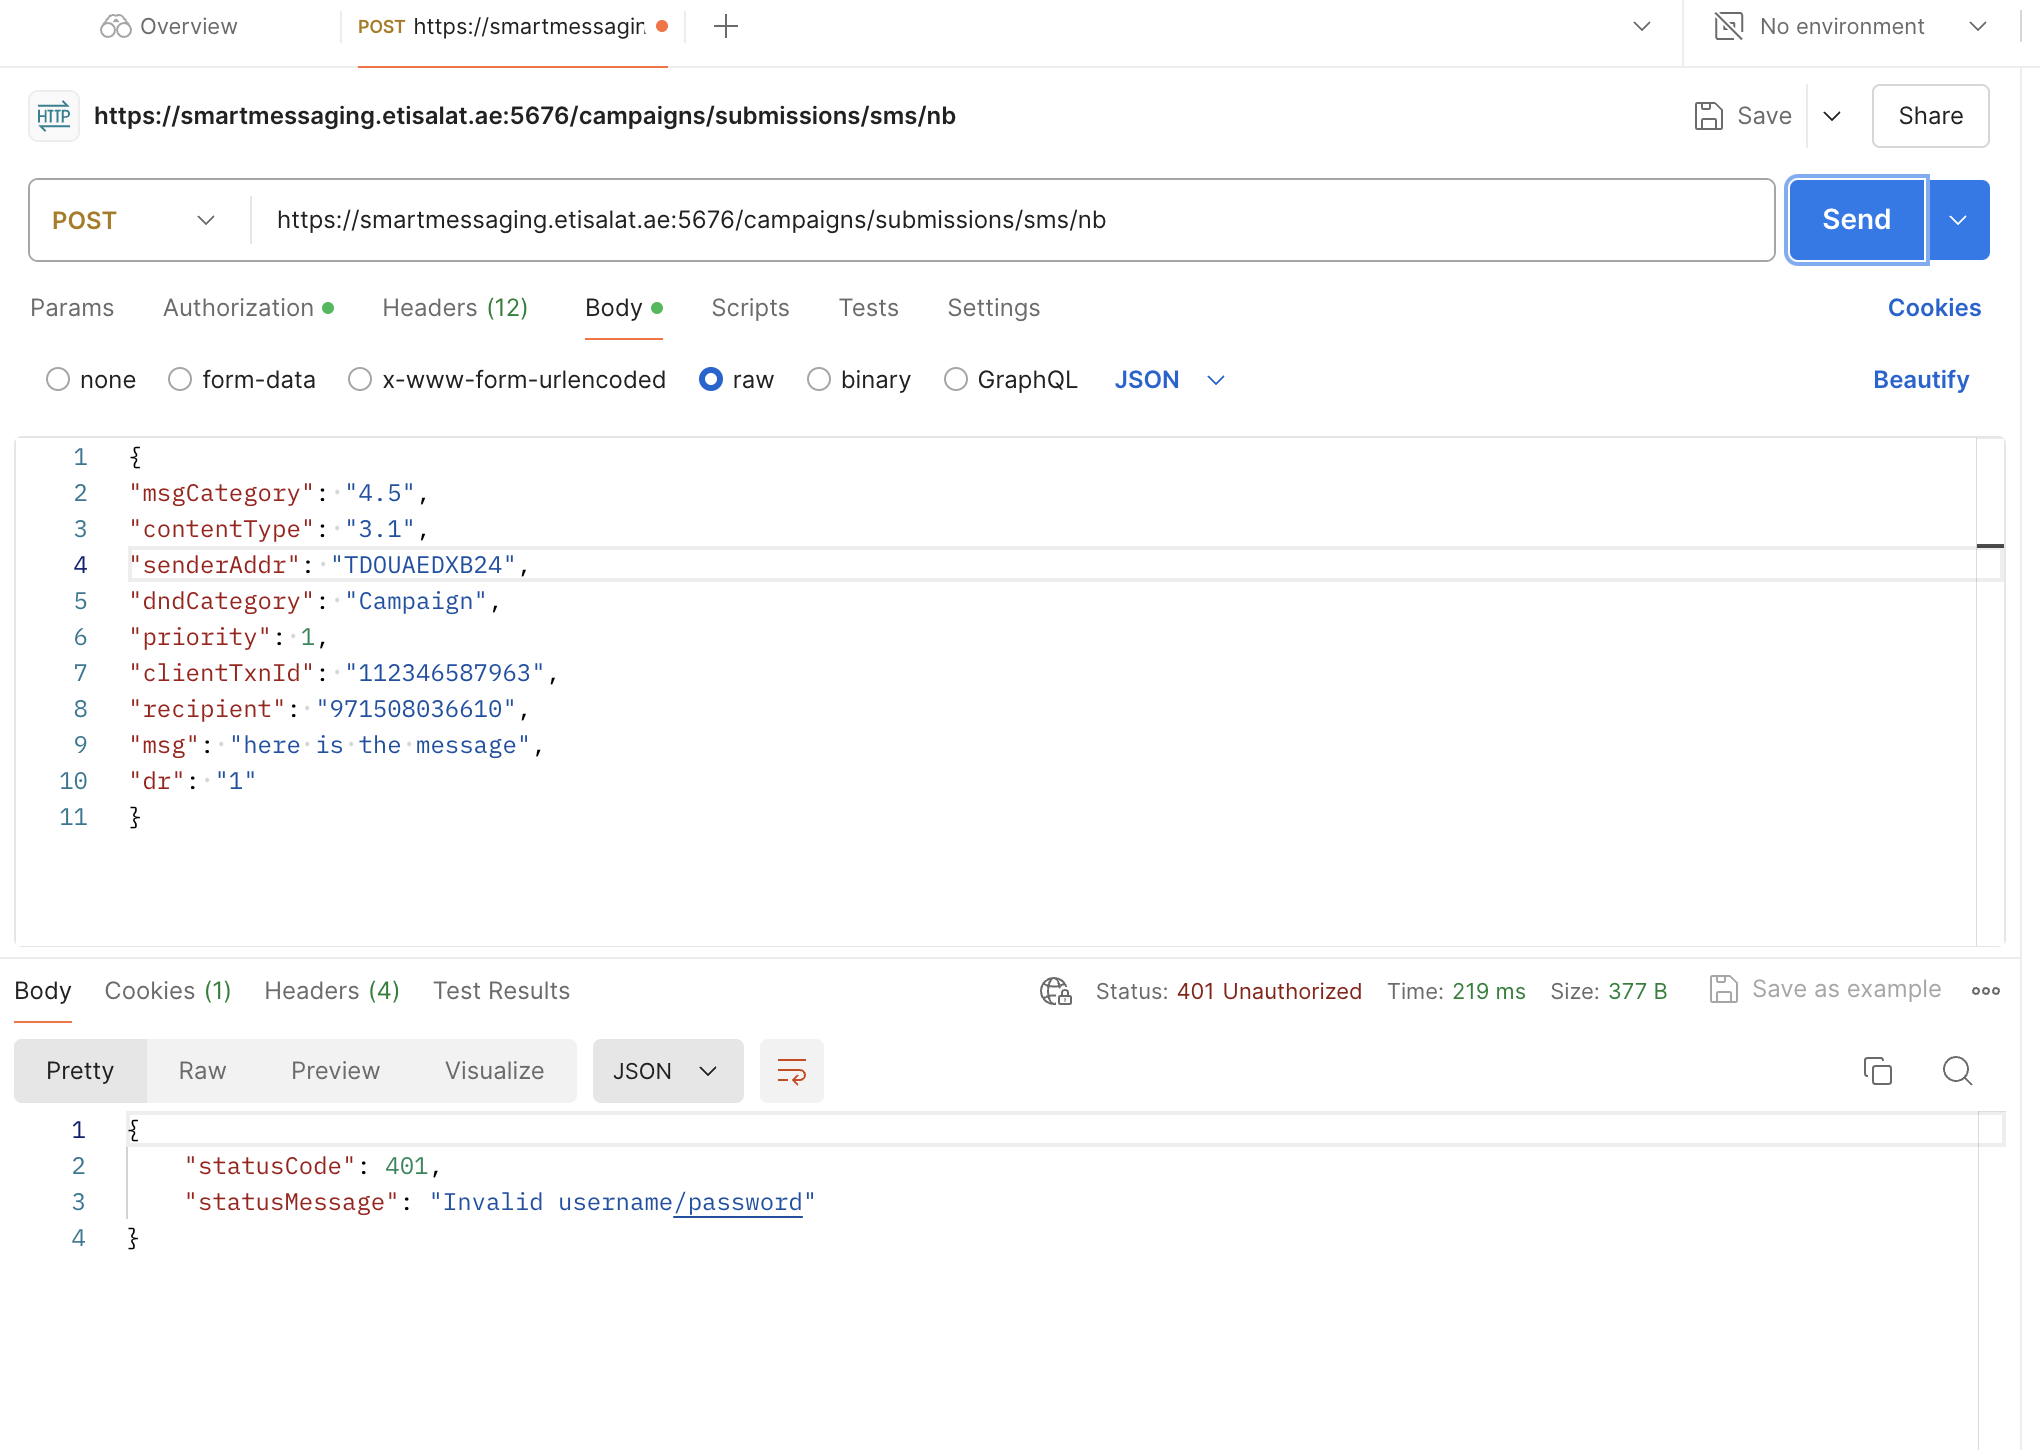 Overview
POST https://smartmessagin
No environment
HTTP https://smartmessaging.etisalat.ae:5676/campaigns/submissions/sms/nb
Save
Share
POST
https://smartmessaging.etisalat.ae:5676/campaigns/submissions/sms/nb
Send
Params
Authorization
Headers (12)
Body
Scripts
Tests
Settings
Cookies
none
form-data
x-www-form-urlencoded
raw
binary
GraphQL
JSON
Beautify
1 {
2 "msgCategory": "4.5",
3 "contentType": "3.1",
4 "senderAddr": "TDOUAEDXB24",
5 "dndCategory": "Campaign",
6 "priority": 1,
7 "clientTxnId": "112346587963",
8 "recipient": "971508036610",
9 "msg": "here is the message",
10 "dr": "1"
11 }
Body
Cookies (1)
Headers (4)
Test Results
Status: 401 Unauthorized
Time: 219 ms
Size: 377 B
Save as example
Pretty
Raw
Preview
Visualize
JSON
1 {
2 "statusCode": 401,
3 "statusMessage": "Invalid username/password"
4 }